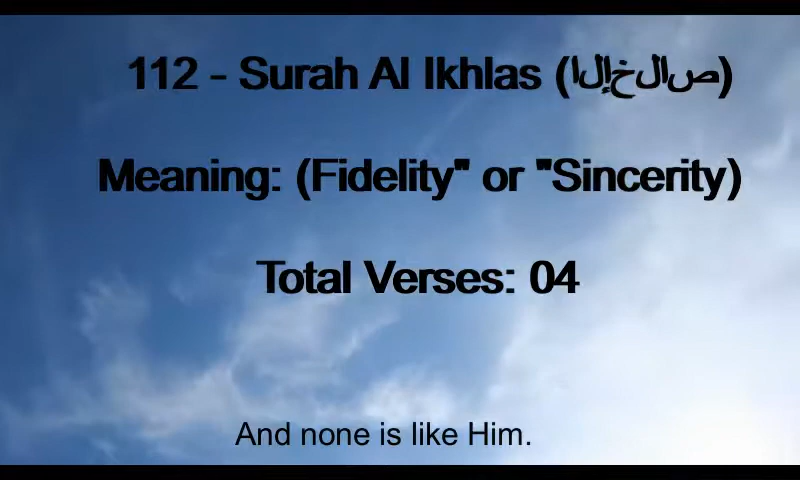 112 - Surah Al Ikhlas (الإخلاص)
Meaning: (Fidelity" or "Sincerity)
Total Verses: 04
And none is like Him.